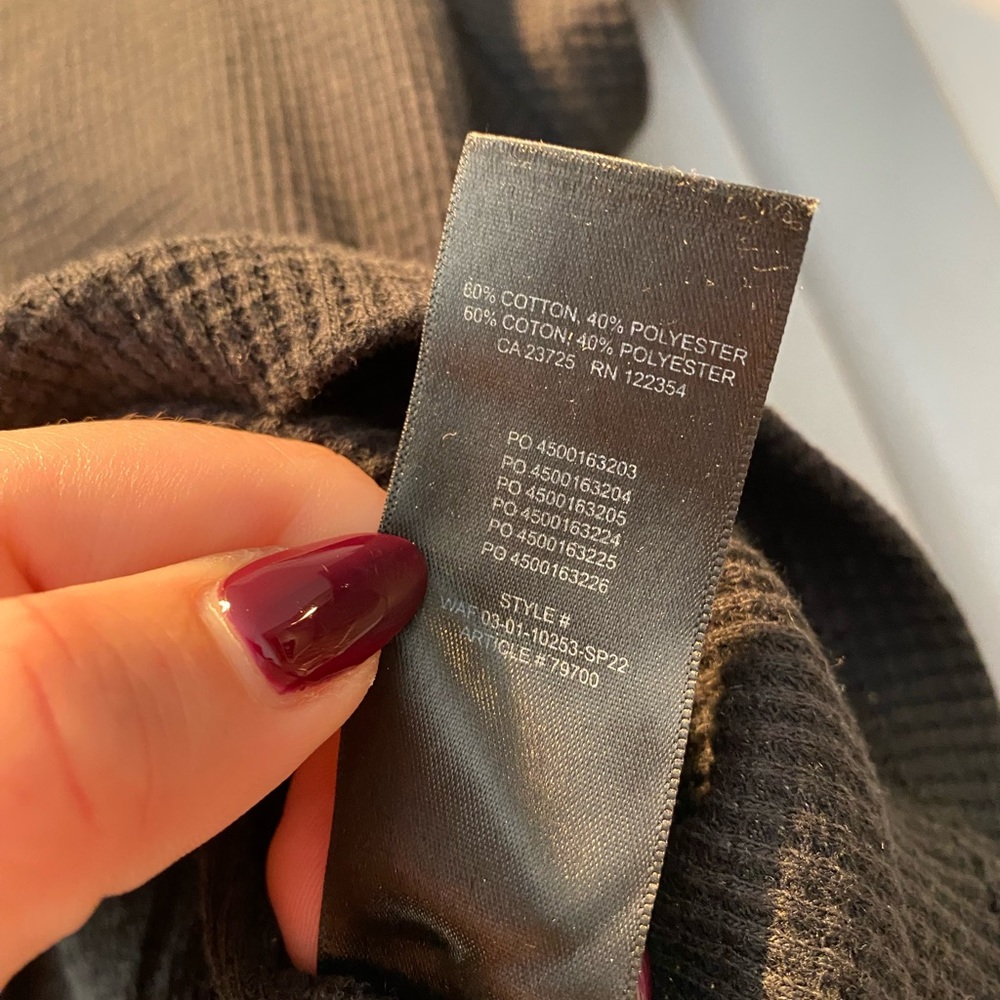 60% COTTON, 40% POLYESTER
60% COTON, 40% POLYESTER
CA 23725 RN 122354
PO 4500163203
PO 4500163204
PO 4500163205
PO 4500163224
PO 4500163225
PO 4500163226
STYLE #
WAF 03-01-10253-SP22
ARTICLE # 79700